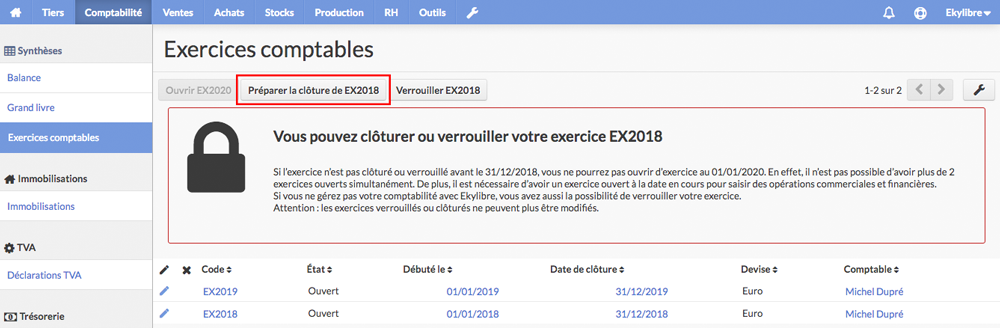 Tiers Comptabilité Ventes Achats Stocks Production RH Outils Ekylibre
Synthèses
Balance
Grand livre
Exercices comptables
Immobilisations
Immobilisations
TVA
Déclarations TVA
Trésorerie
Exercices comptables
Ouvrir EX2020 Préparer la clôture de EX2018 Verrouiller EX2018 1-2 sur 2
Vous pouvez clôturer ou verrouiller votre exercice EX2018
Si l'exercice n'est pas clôturé ou verrouillé avant le 31/12/2018, vous ne pourrez pas ouvrir d'exercice au 01/01/2020. En effet, il n'est pas possible d'avoir plus de 2
exercices ouverts simultanément. De plus, il est nécessaire d'avoir un exercice ouvert à la date en cours pour saisir des opérations commerciales et financières.
Si vous ne gérez pas votre comptabilité avec Ekylibre, vous avez aussi la possibilité de verrouiller votre exercice.
Attention : les exercices verrouillés ou clôturés ne peuvent plus être modifiés.
Code État Débuté le Date de clôture Devise Comptable
EX2019 Ouvert 01/01/2019 31/12/2019 Euro Michel Dupré
EX2018 Ouvert 01/01/2018 31/12/2018 Euro Michel Dupré